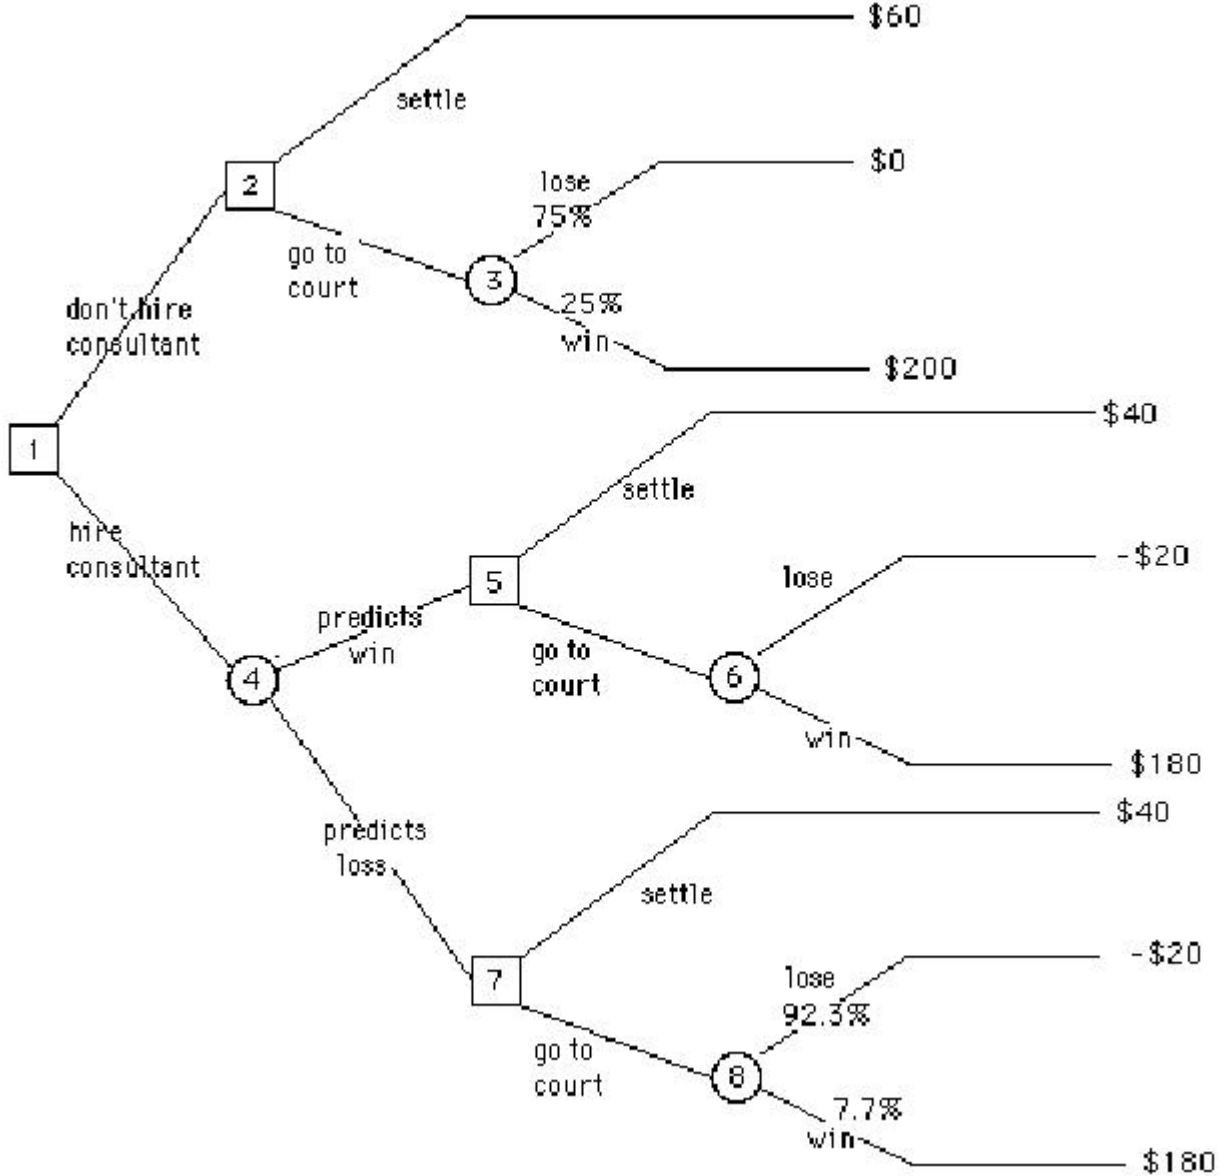 $60
settle
$0
2
lose
75%
go to
court
3
25%
win
don't hire
consultant
$200
$40
1
settle
hire
consultant
-$20
lose
5
predicts
win
go to
court
4
6
win
$180
$40
predicts
loss
settle
-$20
7
lose
92.3%
go to
court
8
7.7%
win
$180